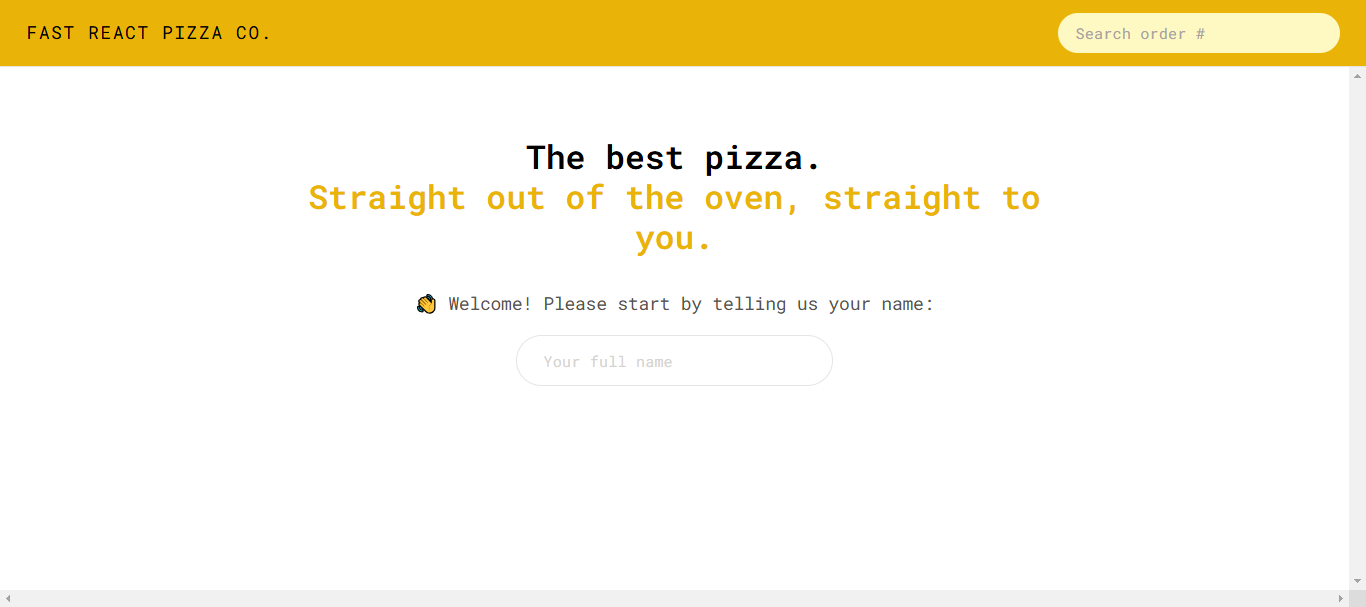 FAST REACT PIZZA CO.
Search order #
The best pizza.
Straight out of the oven, straight to
you.
👋 Welcome! Please start by telling us your name:
Your full name